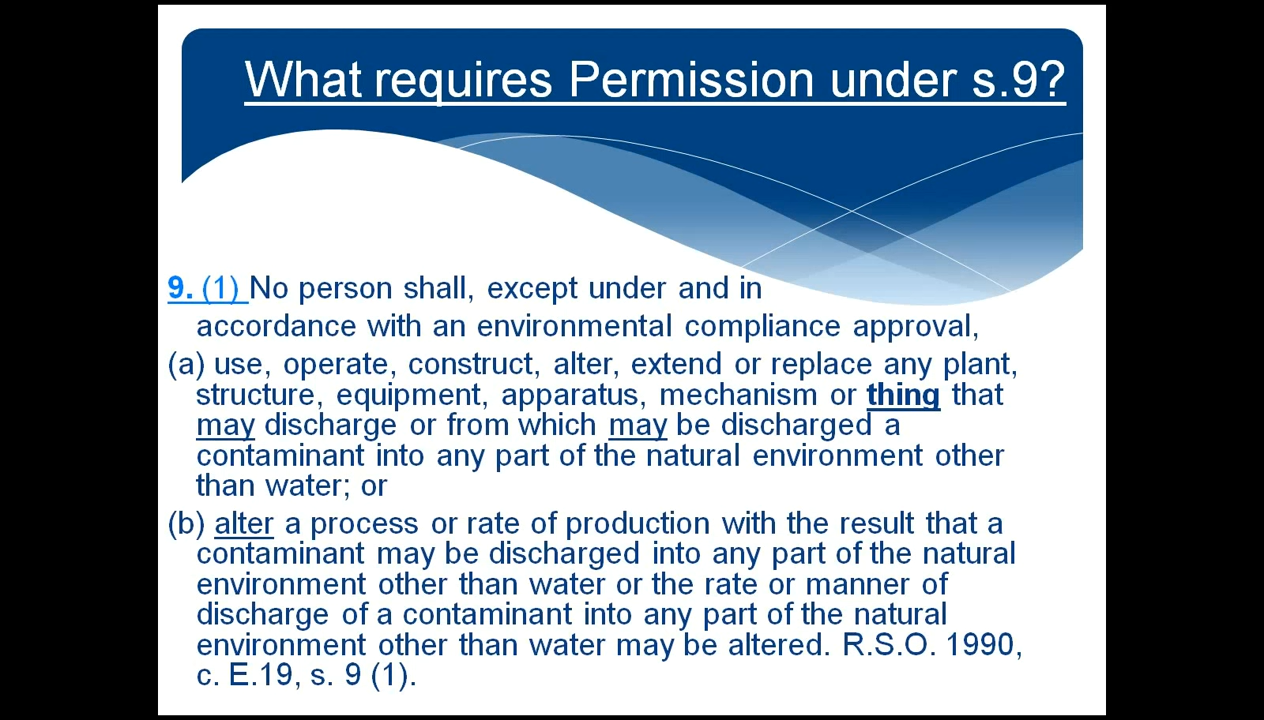 What requires Permission under s.9?
9. (1) No person shall, except under and in
accordance with an environmental compliance approval,
(a) use, operate, construct, alter, extend or replace any plant,
structure, equipment, apparatus, mechanism or thing that
may discharge or from which may be discharged a
contaminant into any part of the natural environment other
than water; or
(b) alter a process or rate of production with the result that a
contaminant may be discharged into any part of the natural
environment other than water or the rate or manner of
discharge of a contaminant into any part of the natural
environment other than water may be altered. R.S.O. 1990,
c. E.19, s. 9 (1).